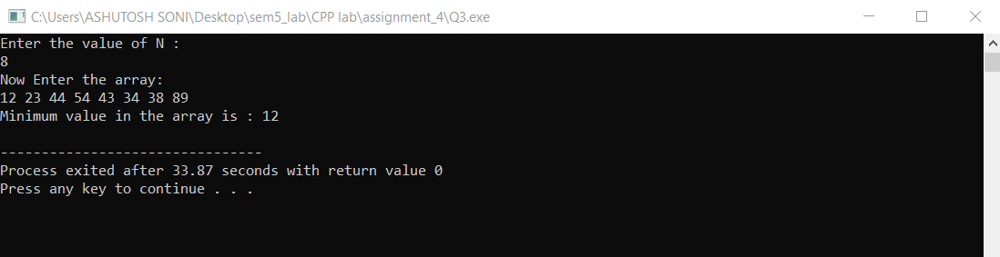 C:\Users\ASHUTOSH SONI\Desktop\sem5_lab\CPP lab\assignment_4\Q3.exe
Enter the value of N :
8
Now Enter the array:
12 23 44 54 43 34 38 89
Minimum value in the array is : 12
--------------------------------
Process exited after 33.87 seconds with return value 0
Press any key to continue . . .